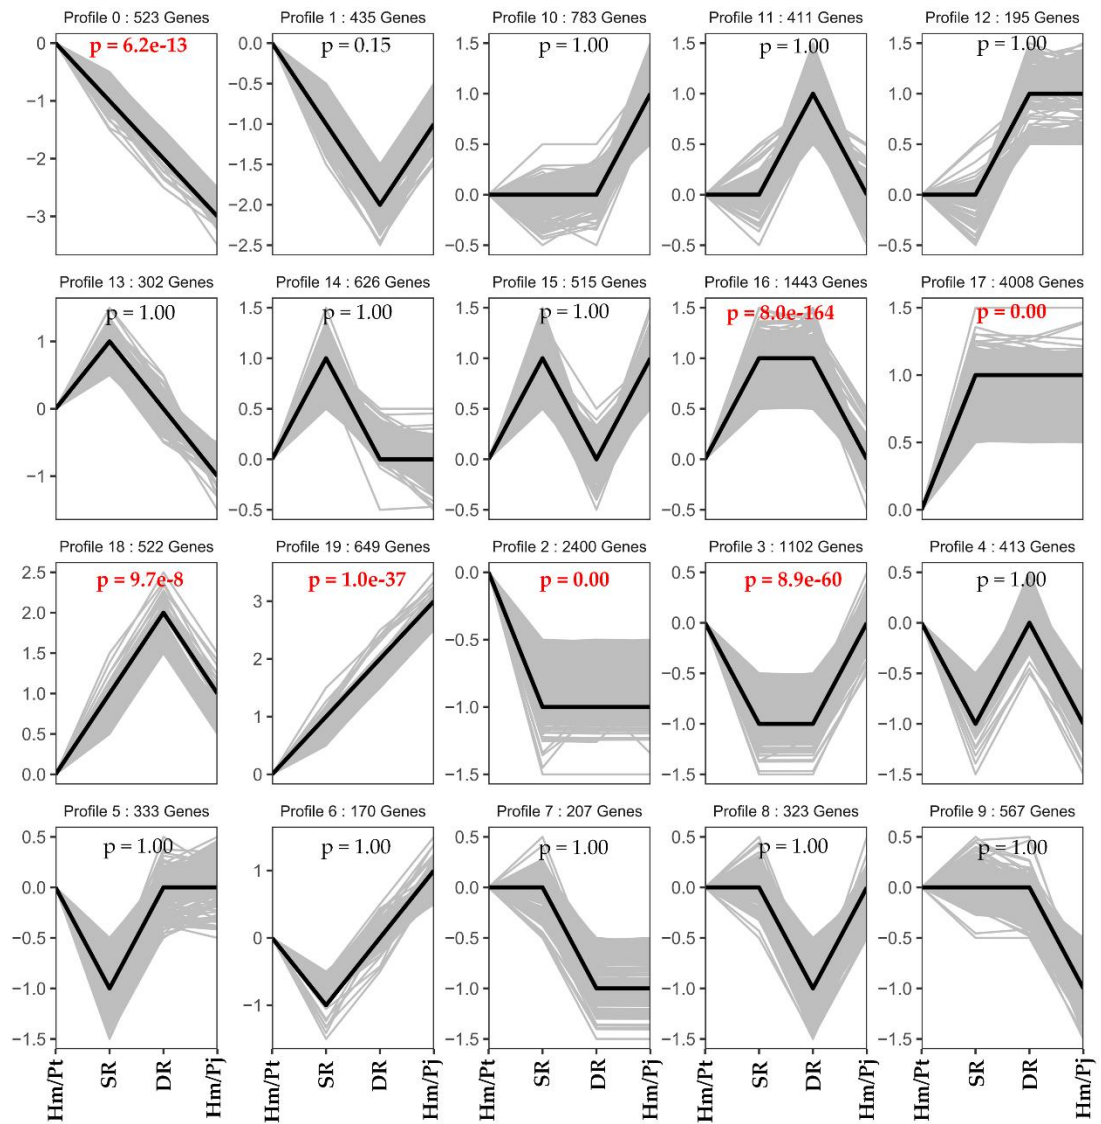 Profile 0 : 523 Genes
p = 6.2e-13
0
−1
−2
−3
Profile 1 : 435 Genes
p = 0.15
0.0
−0.5
−1.0
−1.5
−2.0
−2.5
Profile 10 : 783 Genes
p = 1.00
1.5
1.0
0.5
0.0
−0.5
Profile 11 : 411 Genes
p = 1.00
1.5
1.0
0.5
0.0
−0.5
Profile 12 : 195 Genes
p = 1.00
1.5
1.0
0.5
0.0
−0.5
Profile 13 : 302 Genes
p = 1.00
1
0
−1
Profile 14 : 626 Genes
p = 1.00
1.5
1.0
0.5
0.0
−0.5
Profile 15 : 515 Genes
p = 1.00
1.5
1.0
0.5
0.0
−0.5
Profile 16 : 1443 Genes
p = 8.0e-164
1.5
1.0
0.5
0.0
−0.5
Profile 17 : 4008 Genes
p = 0.00
1.5
1.0
0.5
0.0
Profile 18 : 522 Genes
p = 9.7e-8
2.5
2.0
1.5
1.0
0.5
0.0
Profile 19 : 649 Genes
p = 1.0e-37
3
2
1
0
Profile 2 : 2400 Genes
p = 0.00
0.0
−0.5
−1.0
−1.5
Profile 3 : 1102 Genes
p = 8.9e-60
0.5
0.0
−0.5
−1.0
−1.5
Profile 4 : 413 Genes
p = 1.00
0.5
0.0
−0.5
−1.0
−1.5
Profile 5 : 333 Genes
p = 1.00
0.5
0.0
−0.5
−1.0
−1.5
Hm/Pt
SR
DR
Hm/Pj
Profile 6 : 170 Genes
p = 1.00
1
0
−1
Hm/Pt
SR
DR
Hm/Pj
Profile 7 : 207 Genes
p = 1.00
0.5
0.0
−0.5
−1.0
−1.5
Hm/Pt
SR
DR
Hm/Pj
Profile 8 : 323 Genes
p = 1.00
0.5
0.0
−0.5
−1.0
−1.5
Hm/Pt
SR
DR
Hm/Pj
Profile 9 : 567 Genes
p = 1.00
0.5
0.0
−0.5
−1.0
−1.5
Hm/Pt
SR
DR
Hm/Pj